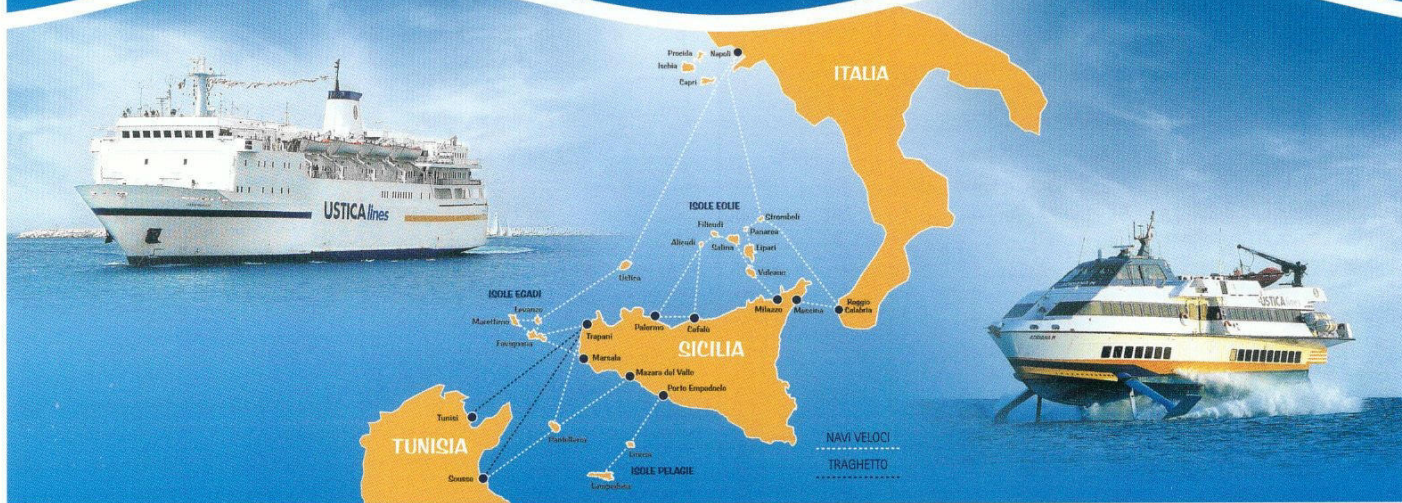 Procida
Napoli
Ischia
Capri
ITALIA
USTICA lines
ISOLE EOLIE
Stromboli
Filicudi
Panarea
Alicudi
Salina
Lipari
Vulcano
Ustica
ISOLE EGADI
Levanzo
Marettimo
Favignana
Trapani
Palermo
Cefalù
Milazzo
Messina
Reggio
Calabria
USTICA lines
SICILIA
Marsala
Mazara del Vallo
Porto Empedocle
Tunisi
TUNISIA
Pantelleria
Sousse
Linosa
ISOLE PELAGIE
Lampedusa
NAVI VELOCI
TRAGHETTO